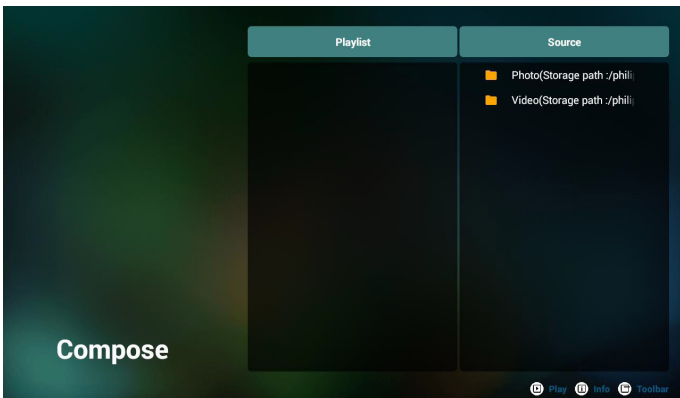 Playlist
Source
Photo(Storage path :/phili
Video(Storage path :/phili
Compose
Play Info Toolbar